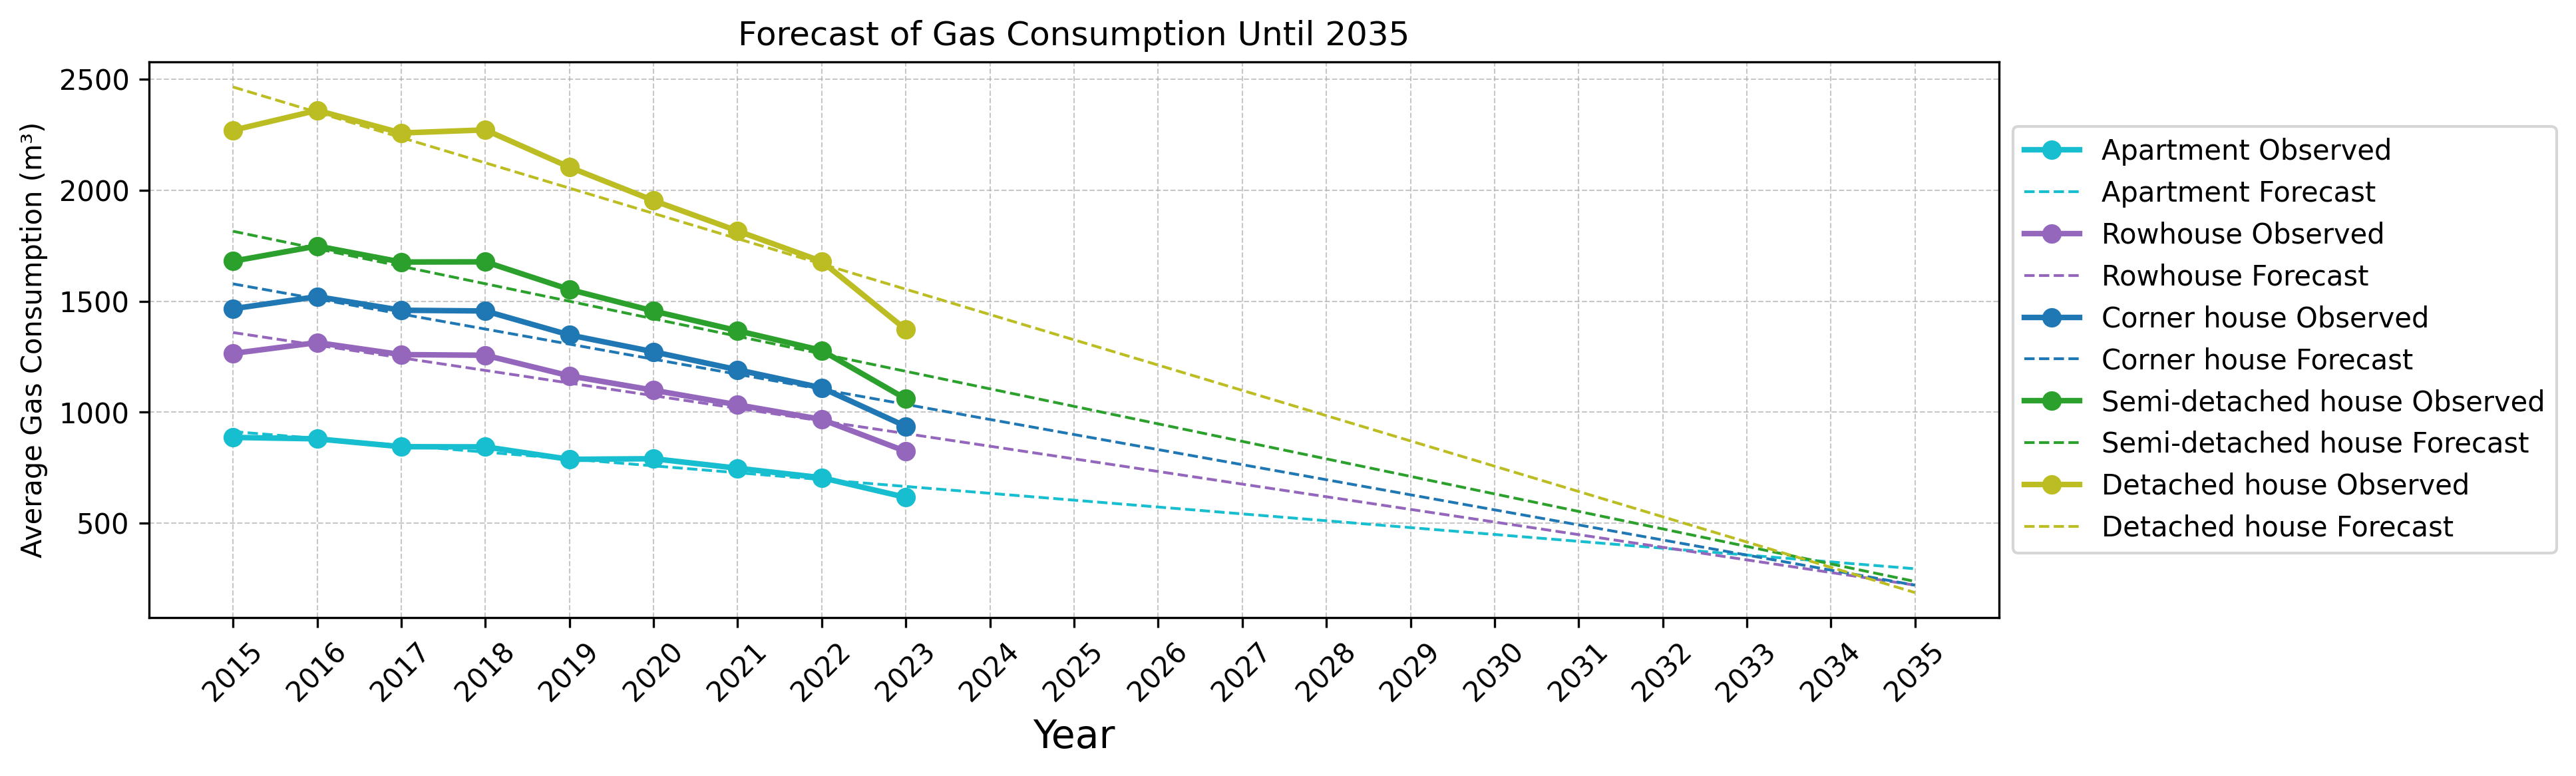 Forecast of Gas Consumption Until 2035
Average Gas Consumption (m³)
2500
2000
1500
1000
500
2015
2016
2017
2018
2019
2020
2021
2022
2023
2024
2025
2026
2027
2028
2029
2030
2031
2032
2033
2034
2035
Year
Apartment Observed
Apartment Forecast
Rowhouse Observed
Rowhouse Forecast
Corner house Observed
Corner house Forecast
Semi-detached house Observed
Semi-detached house Forecast
Detached house Observed
Detached house Forecast